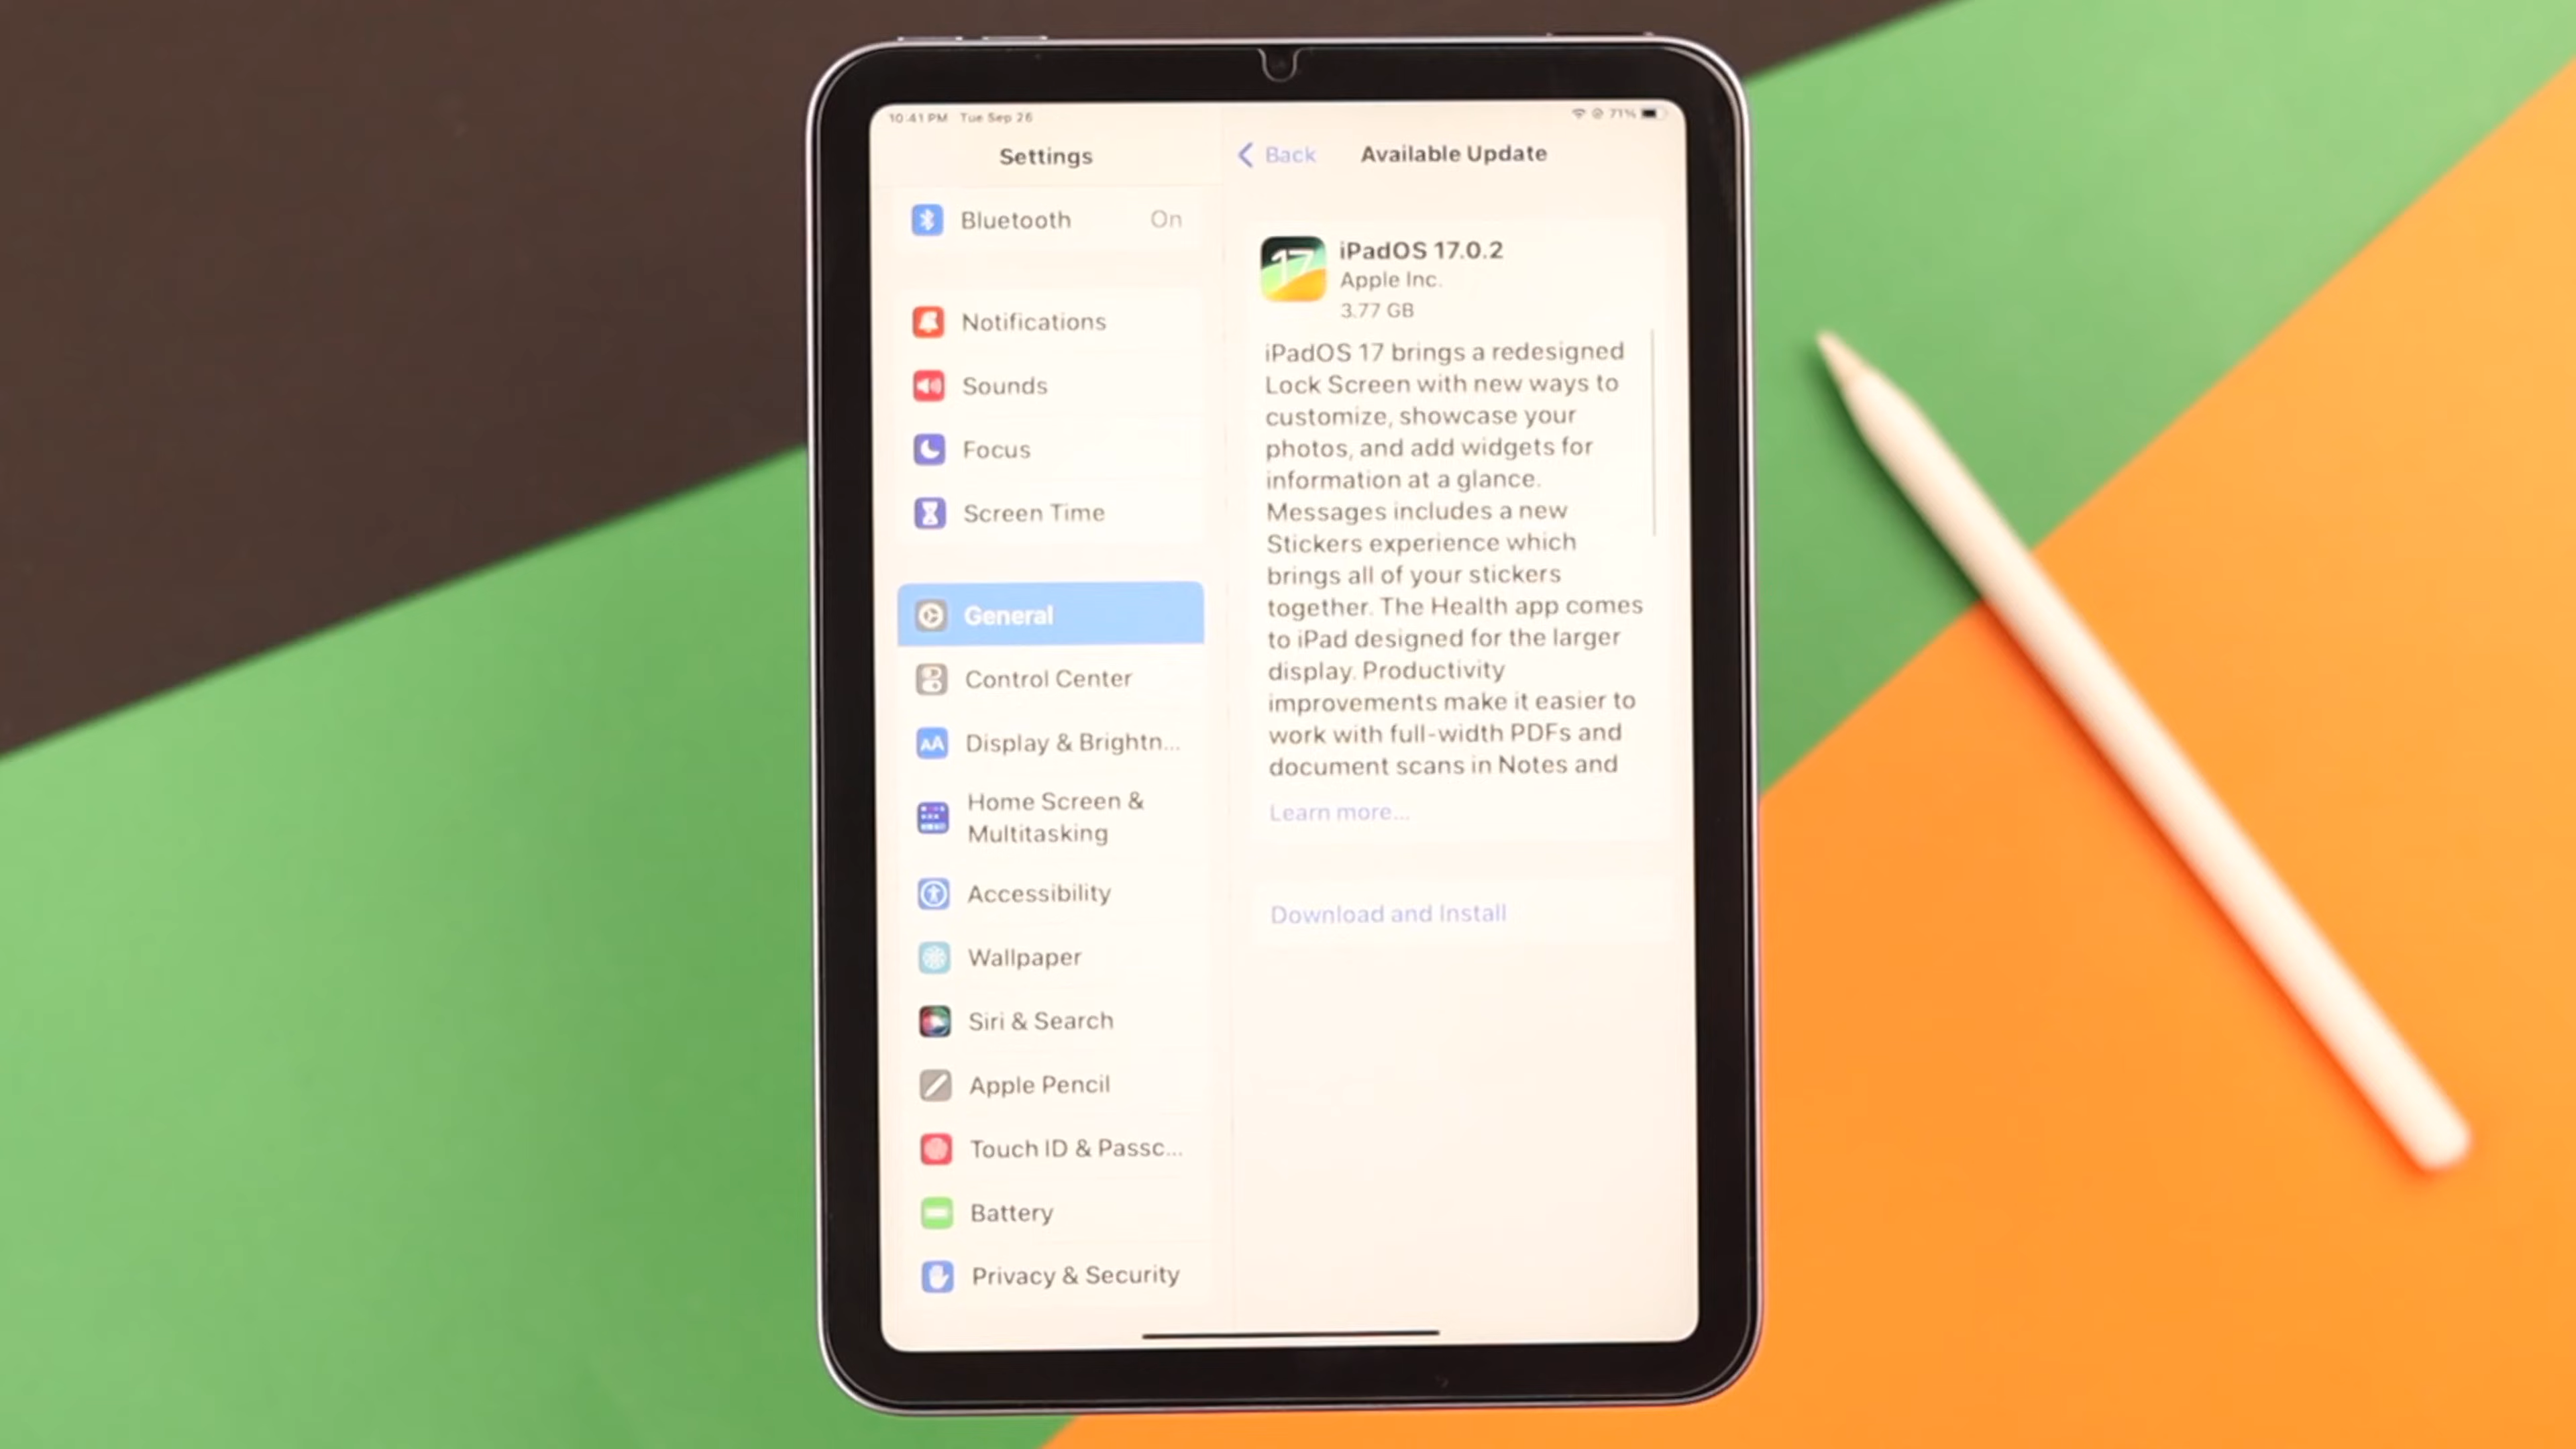 10:41 PM Tue Sep 26
71%
Settings
Bluetooth On
Notifications
Sounds
Focus
Screen Time
General
Control Center
AA
Display & Brightn...
Home Screen &
Multitasking
Accessibility
Wallpaper
Siri & Search
Apple Pencil
Touch ID & Passc...
Battery
Privacy & Security
Back
Available Update
17
iPadOS 17.0.2
Apple Inc.
3.77 GB
iPadOS 17 brings a redesigned
Lock Screen with new ways to
customize, showcase your
photos, and add widgets for
information at a glance.
Messages includes a new
Stickers experience which
brings all of your stickers
together. The Health app comes
to iPad designed for the larger
display. Productivity
improvements make it easier to
work with full-width PDFs and
document scans in Notes and
Learn more...
Download and Install